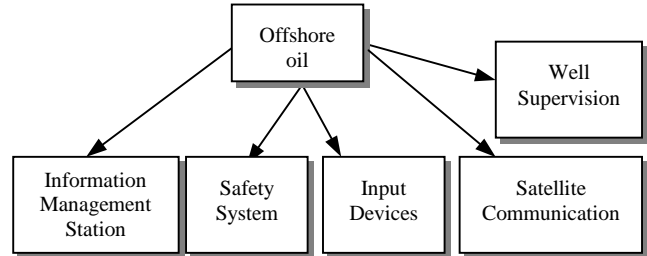 Offshore
oil
Well
Supervision
Information
Management
Station
Safety
System
Input
Devices
Satellite
Communication